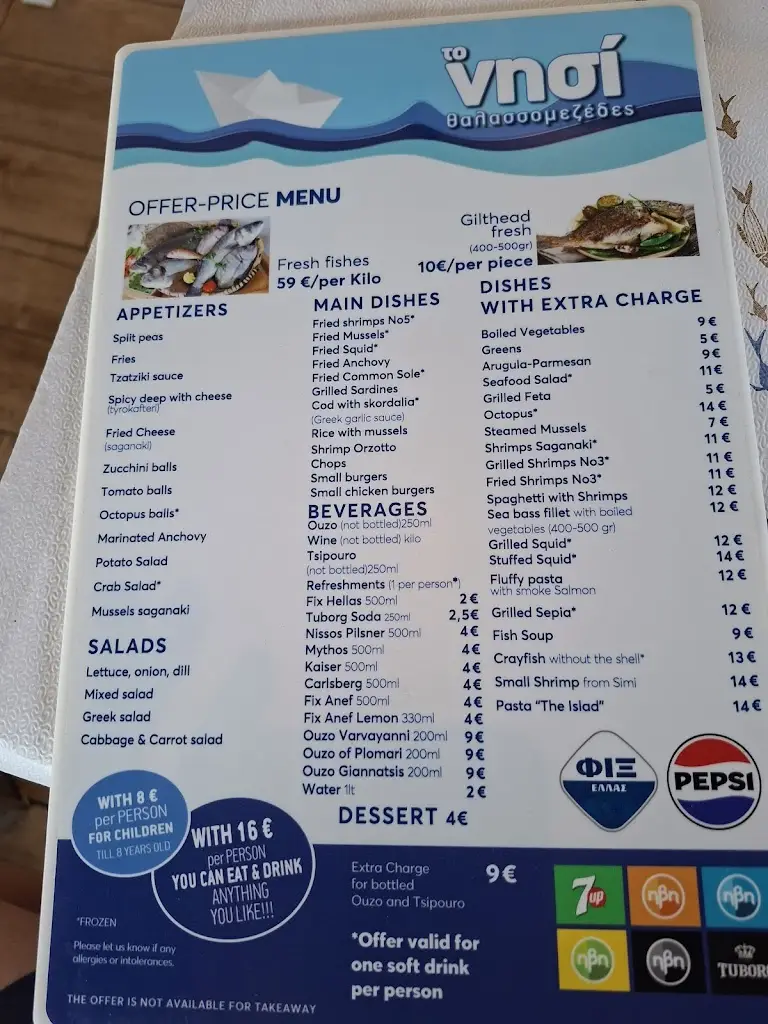 το
νησί
θαλασσομεζέδες
OFFER-PRICE MENU
Fresh fishes
59 €/per Kilo
Gilthead
fresh
(400-500gr)
10€/per piece
APPETIZERS
Split peas
Fries
Tzatziki sauce
Spicy deep with cheese
(tyrokafteri)
Fried Cheese
(saganaki)
Zucchini balls
Tomato balls
Octopus balls*
Marinated Anchovy
Potato Salad
Crab Salad*
Mussels saganaki
SALADS
Lettuce, onion, dill
Mixed salad
Greek salad
Cabbage & Carrot salad
MAIN DISHES
Fried shrimps No5*
Fried Mussels*
Fried Squid*
Fried Anchovy
Fried Common Sole*
Grilled Sardines
Cod with skordalia*
(Greek garlic sauce)
Rice with mussels
Shrimp Orzotto
Chops
Small burgers
Small chicken burgers
BEVERAGES
Ouzo (not bottled)250ml
Wine (not bottled) kilo
Tsipouro
(not bottled)250ml
Refreshments (1 per person*)
Fix Hellas 500ml 2€
Tuborg Soda 250ml 2,5€
Nissos Pilsner 500ml 4€
Mythos 500ml 4€
Kaiser 500ml 4€
Carlsberg 500ml 4€
Fix Anef 500ml 4€
Fix Anef Lemon 330ml 4€
Ouzo Varvayanni 200ml 9€
Ouzo of Plomari 200ml 9€
Ouzo Giannatsis 200ml 9€
Water 1lt 2€
DESSERT 4€
DISHES
WITH EXTRA CHARGE
Boiled Vegetables 9€
Greens 5€
Arugula-Parmesan 9€
Seafood Salad* 11€
Grilled Feta 5€
Octopus* 14€
Steamed Mussels 7€
Shrimps Saganaki* 11€
Grilled Shrimps No3* 11€
Fried Shrimps No3* 11€
Spaghetti with Shrimps 12€
Sea bass fillet with boiled 12€
vegetables (400-500 gr)
Grilled Squid* 12€
Stuffed Squid* 14€
Fluffy pasta 12€
with smoke Salmon
Grilled Sepia* 12€
Fish Soup 9€
Crayfish without the shell* 13€
Small Shrimp from Simi 14€
Pasta "The Islad" 14€
ΦΙΞ
ΕΛΛΑΣ
PEPSI
WITH 8 €
per PERSON
FOR CHILDREN
TILL 8 YEARS OLD
WITH 16 €
per PERSON
YOU CAN EAT & DRINK
ANYTHING
YOU LIKE!!!
*FROZEN
Please let us know if any
allergies or intolerances.
THE OFFER IS NOT AVAILABLE FOR TAKEAWAY
Extra Charge 9€
for bottled
Ouzo and Tsipouro
*Offer valid for
one soft drink
per person
7up
ηβη
ηβη
ηβη
ηβη
TUBOR